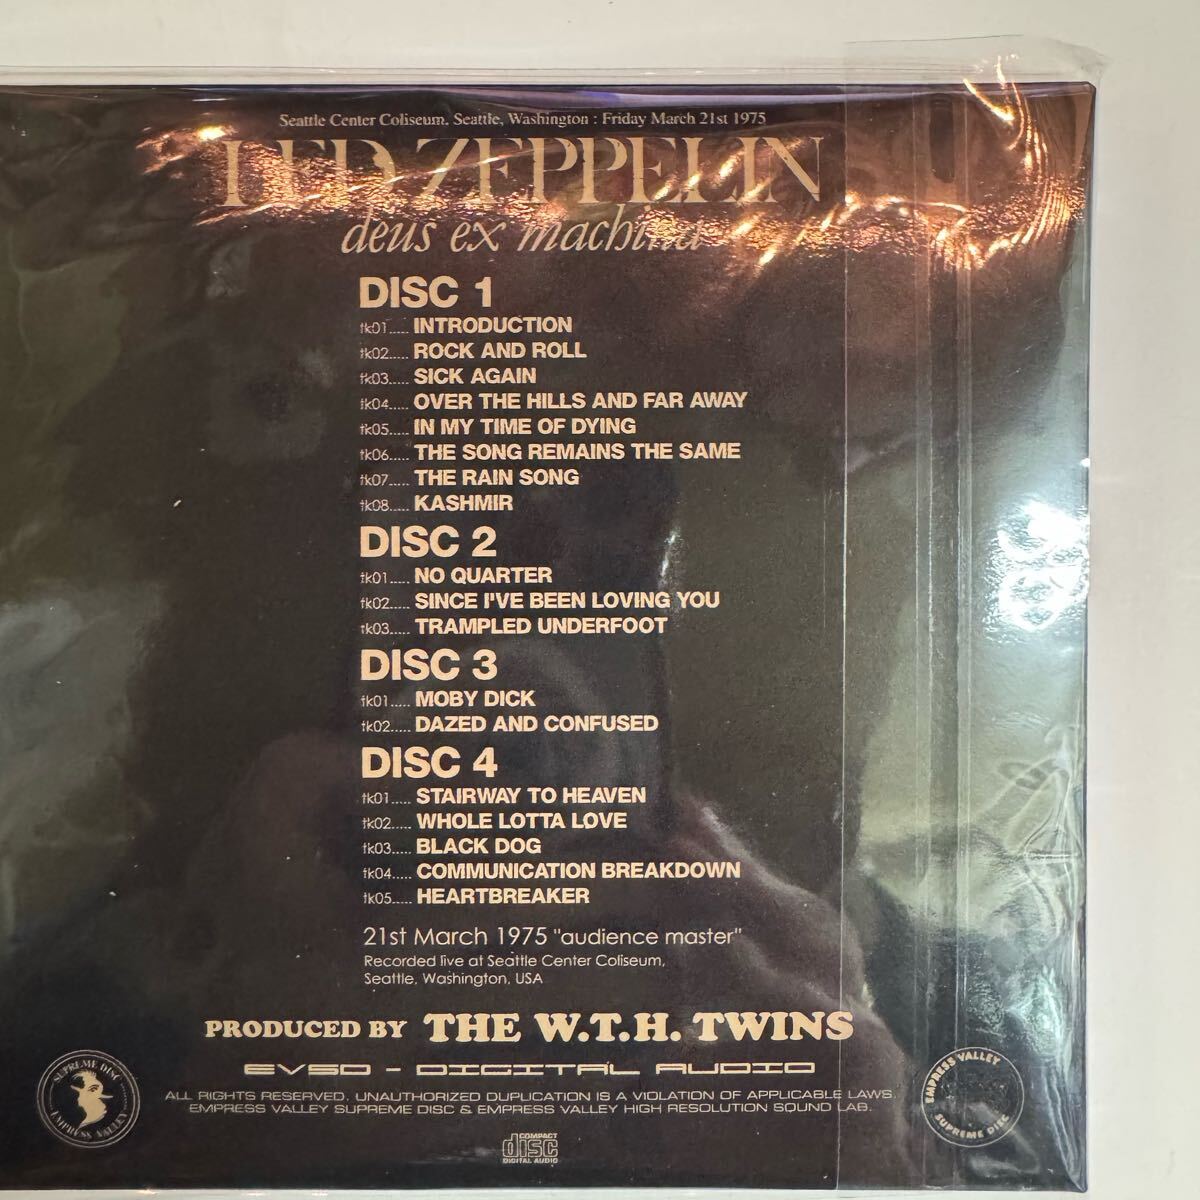 Seattle Center Coliseum, Seattle, Washington : Friday March 21st 1975
LED ZEPPELIN
deus ex machina
DISC 1
tk01..... INTRODUCTION
tk02..... ROCK AND ROLL
tk03..... SICK AGAIN
tk04..... OVER THE HILLS AND FAR AWAY
tk05..... IN MY TIME OF DYING
tk06..... THE SONG REMAINS THE SAME
tk07..... THE RAIN SONG
tk08..... KASHMIR
DISC 2
tk01..... NO QUARTER
tk02..... SINCE I'VE BEEN LOVING YOU
tk03..... TRAMPLED UNDERFOOT
DISC 3
tk01..... MOBY DICK
tk02..... DAZED AND CONFUSED
DISC 4
tk01..... STAIRWAY TO HEAVEN
tk02..... WHOLE LOTTA LOVE
tk03..... BLACK DOG
tk04..... COMMUNICATION BREAKDOWN
tk05..... HEARTBREAKER
21st March 1975 "audience master"
Recorded live at Seattle Center Coliseum,
Seattle, Washington, USA
PRODUCED BY THE W.T.H. TWINS
EVSD - DIGITAL AUDIO
ALL RIGHTS RESERVED. UNAUTHORIZED DUPLICATION IS A VIOLATION OF APPLICABLE LAWS.
EMPRESS VALLEY SUPREME DISC & EMPRESS VALLEY HIGH RESOLUTION SOUND LAB.
SUPREME DISC
EMPRESS VALLEY
EMPRESS VALLEY
SUPREME DISC
COMPACT
disc
DIGITAL AUDIO